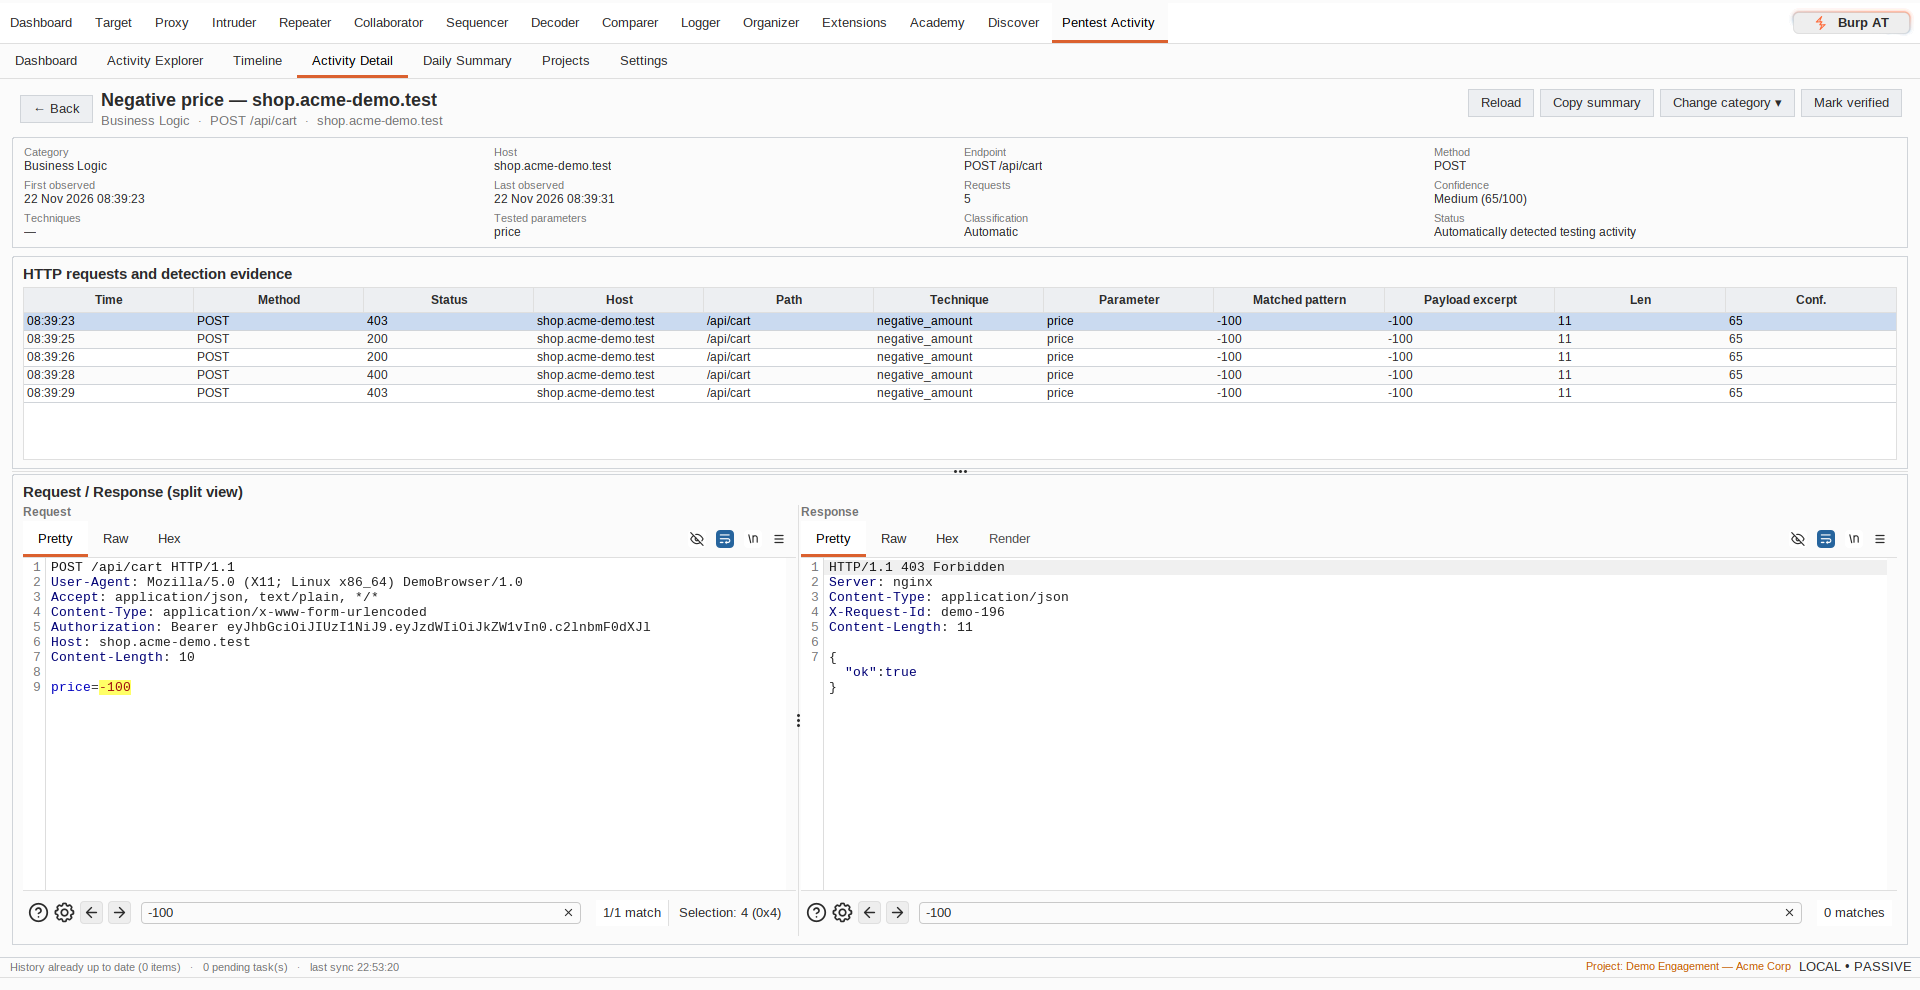 Dashboard Target Proxy Intruder Repeater Collaborator Sequencer Decoder Comparer Logger Organizer Extensions Academy Discover Pentest Activity Burp AT
Dashboard Activity Explorer Timeline Activity Detail Daily Summary Projects Settings
← Back Negative price — shop.acme-demo.test Reload Copy summary Change category ▾ Mark verified
Business Logic · POST /api/cart · shop.acme-demo.test
Category Host Endpoint Method
Business Logic shop.acme-demo.test POST /api/cart POST
First observed Last observed Requests Confidence
22 Nov 2026 08:39:23 22 Nov 2026 08:39:31 5 Medium (65/100)
Techniques Tested parameters Classification Status
— price Automatic Automatically detected testing activity
HTTP requests and detection evidence
Time Method Status Host Path Technique Parameter Matched pattern Payload excerpt Len Conf.
08:39:23 POST 403 shop.acme-demo.test /api/cart negative_amount price -100 -100 11 65
08:39:25 POST 200 shop.acme-demo.test /api/cart negative_amount price -100 -100 11 65
08:39:26 POST 200 shop.acme-demo.test /api/cart negative_amount price -100 -100 11 65
08:39:28 POST 400 shop.acme-demo.test /api/cart negative_amount price -100 -100 11 65
08:39:29 POST 403 shop.acme-demo.test /api/cart negative_amount price -100 -100 11 65
Request / Response (split view)
Request
Pretty Raw Hex \n
1 POST /api/cart HTTP/1.1
2 User-Agent: Mozilla/5.0 (X11; Linux x86_64) DemoBrowser/1.0
3 Accept: application/json, text/plain, */*
4 Content-Type: application/x-www-form-urlencoded
5 Authorization: Bearer eyJhbGciOiJIUzI1NiJ9.eyJzdWIiOiJkZW1vIn0.c2lnbmF0dXJl
6 Host: shop.acme-demo.test
7 Content-Length: 10
8
9 price=-100
-100 1/1 match Selection: 4 (0x4)
Response
Pretty Raw Hex Render \n
1 HTTP/1.1 403 Forbidden
2 Server: nginx
3 Content-Type: application/json
4 X-Request-Id: demo-196
5 Content-Length: 11
6
7 {
"ok":true
}
-100 0 matches
History already up to date (0 items) · 0 pending task(s) · last sync 22:53:20 Project: Demo Engagement — Acme Corp LOCAL • PASSIVE